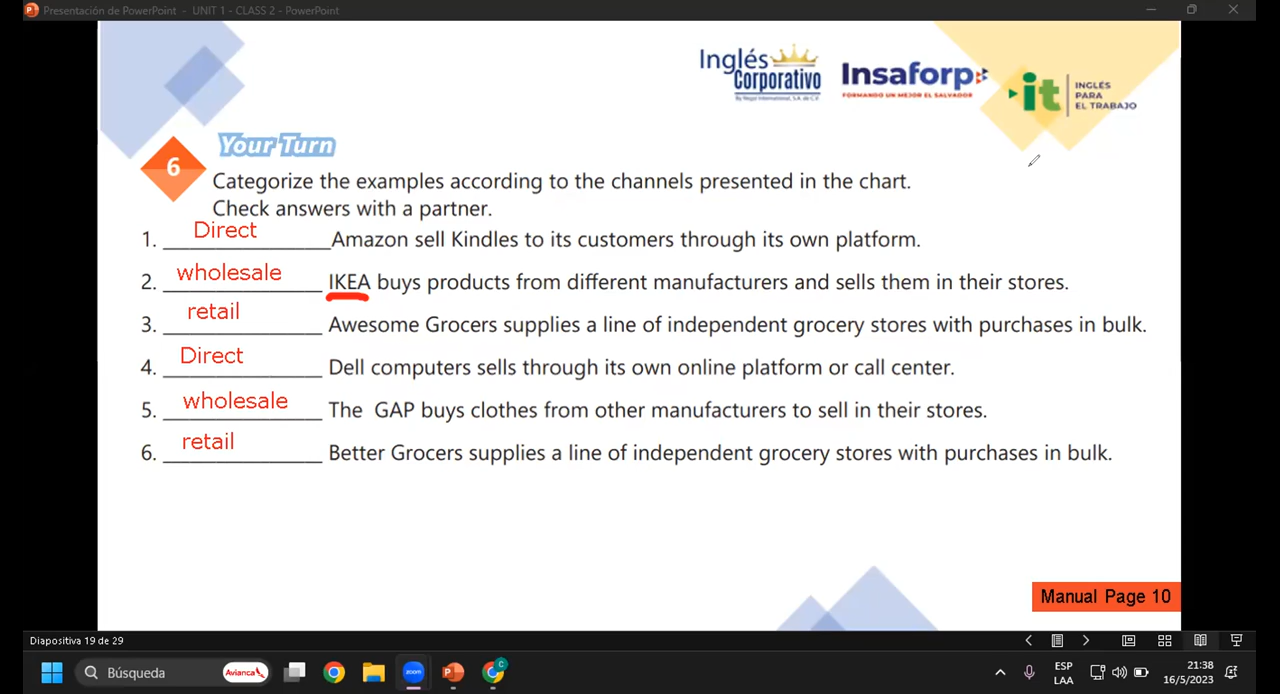 Presentación de PowerPoint - UNIT 1 - CLASS 2 - PowerPoint
Inglés Corporativo
By Regal International, S.A. de C.V.
Insaforp
FORMANDO UN MEJOR EL SALVADOR
it INGLÉS PARA EL TRABAJO
Your Turn
6
Categorize the examples according to the channels presented in the chart.
Check answers with a partner.
1. Direct Amazon sell Kindles to its customers through its own platform.
2. wholesale IKEA buys products from different manufacturers and sells them in their stores.
3. retail Awesome Grocers supplies a line of independent grocery stores with purchases in bulk.
4. Direct Dell computers sells through its own online platform or call center.
5. wholesale The GAP buys clothes from other manufacturers to sell in their stores.
6. retail Better Grocers supplies a line of independent grocery stores with purchases in bulk.
Manual Page 10
Diapositiva 19 de 29
Búsqueda
Avianca
zoom
ESP
LAA
21:38
16/5/2023